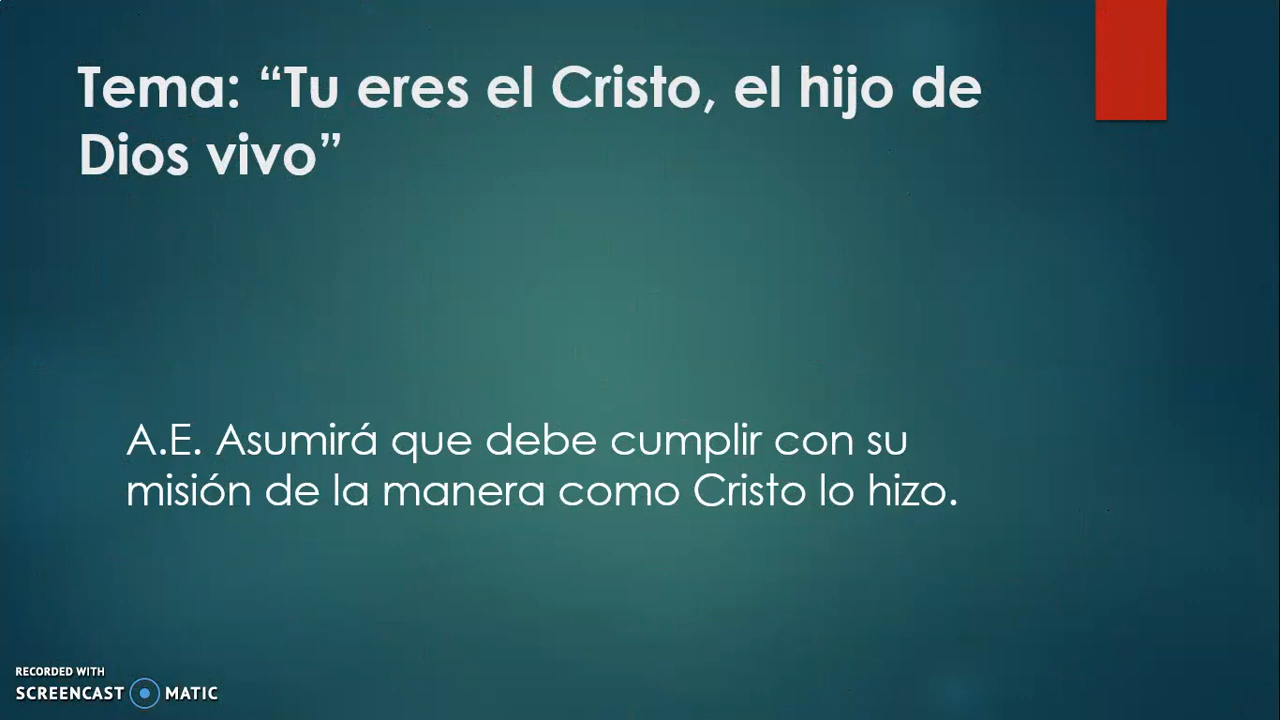 Tema: “Tu eres el Cristo, el hijo de
Dios vivo”
A.E. Asumirá que debe cumplir con su
misión de la manera como Cristo lo hizo.
RECORDED WITH
SCREENCAST MATIC